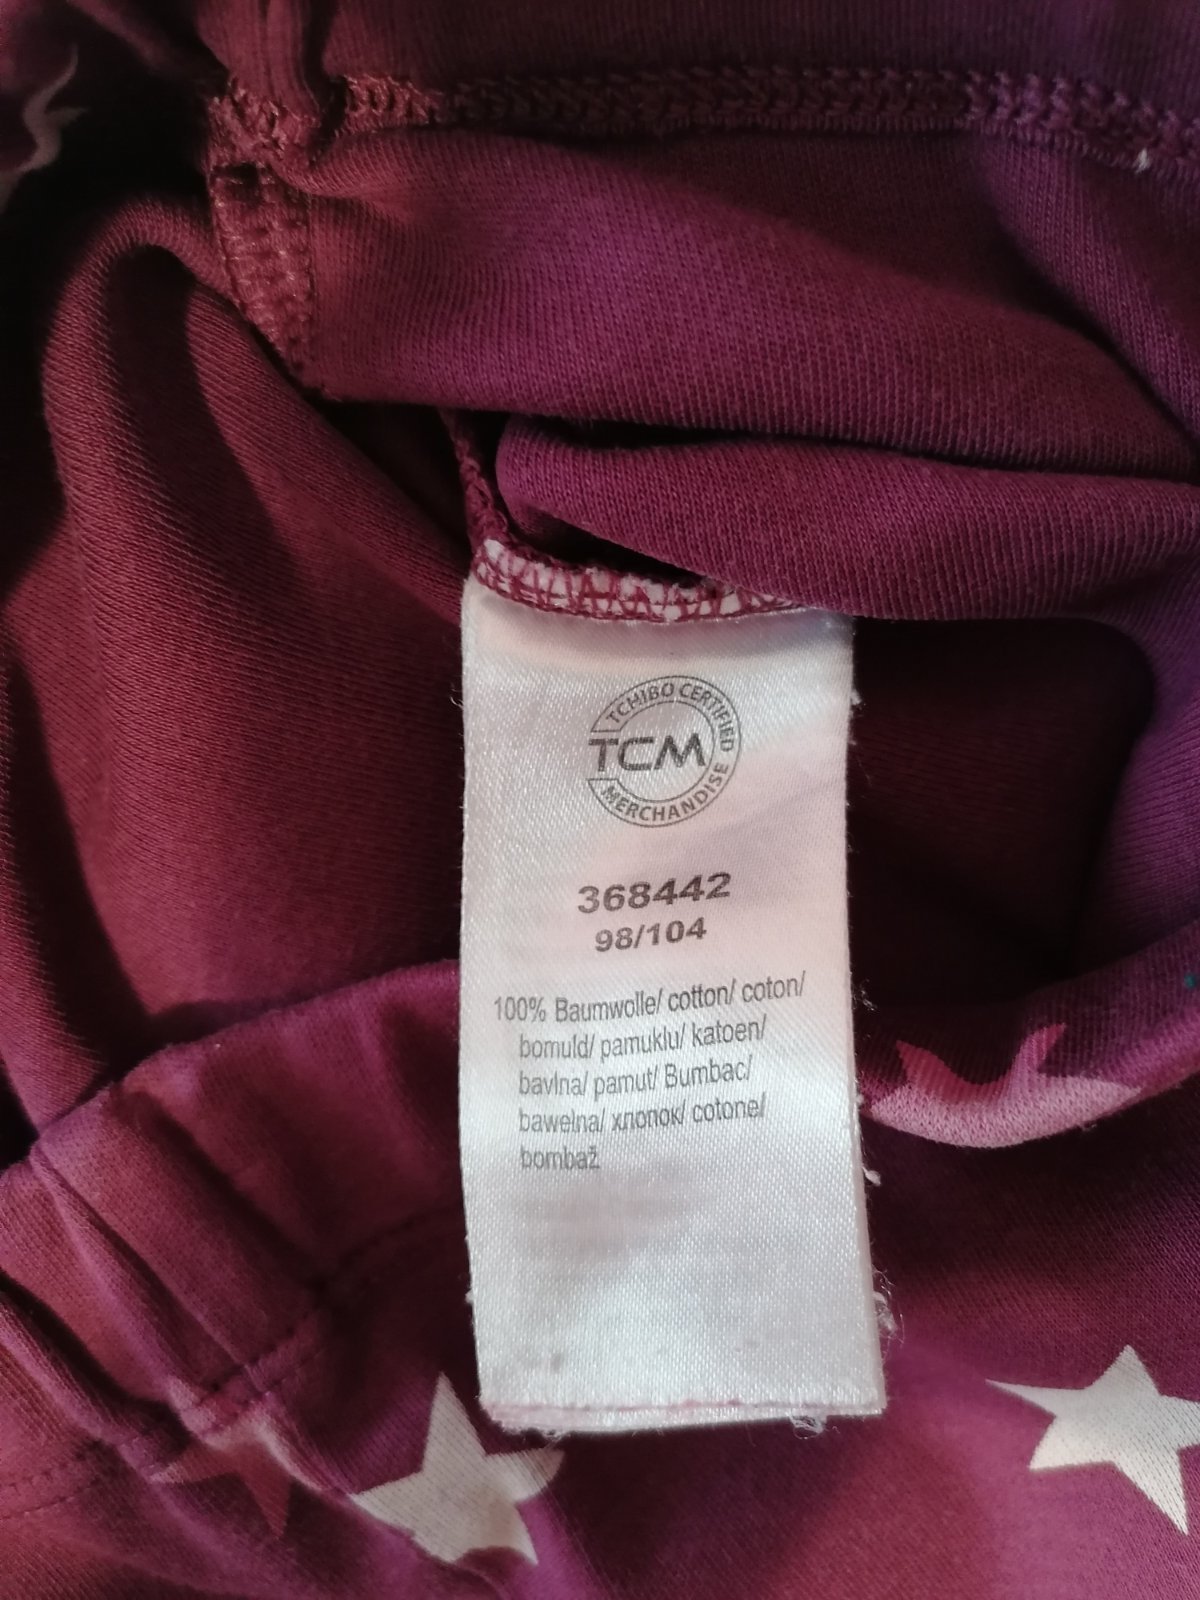 TCHIBO CERTIFIED
TCM
MERCHANDISE
368442
98/104
100% Baumwolle/ cotton/ coton/
bomuld/ pamuklu/ katoen/
bavlna/ pamut/ Bumbac/
bawełna/ хлопок/ cotone/
bombaž